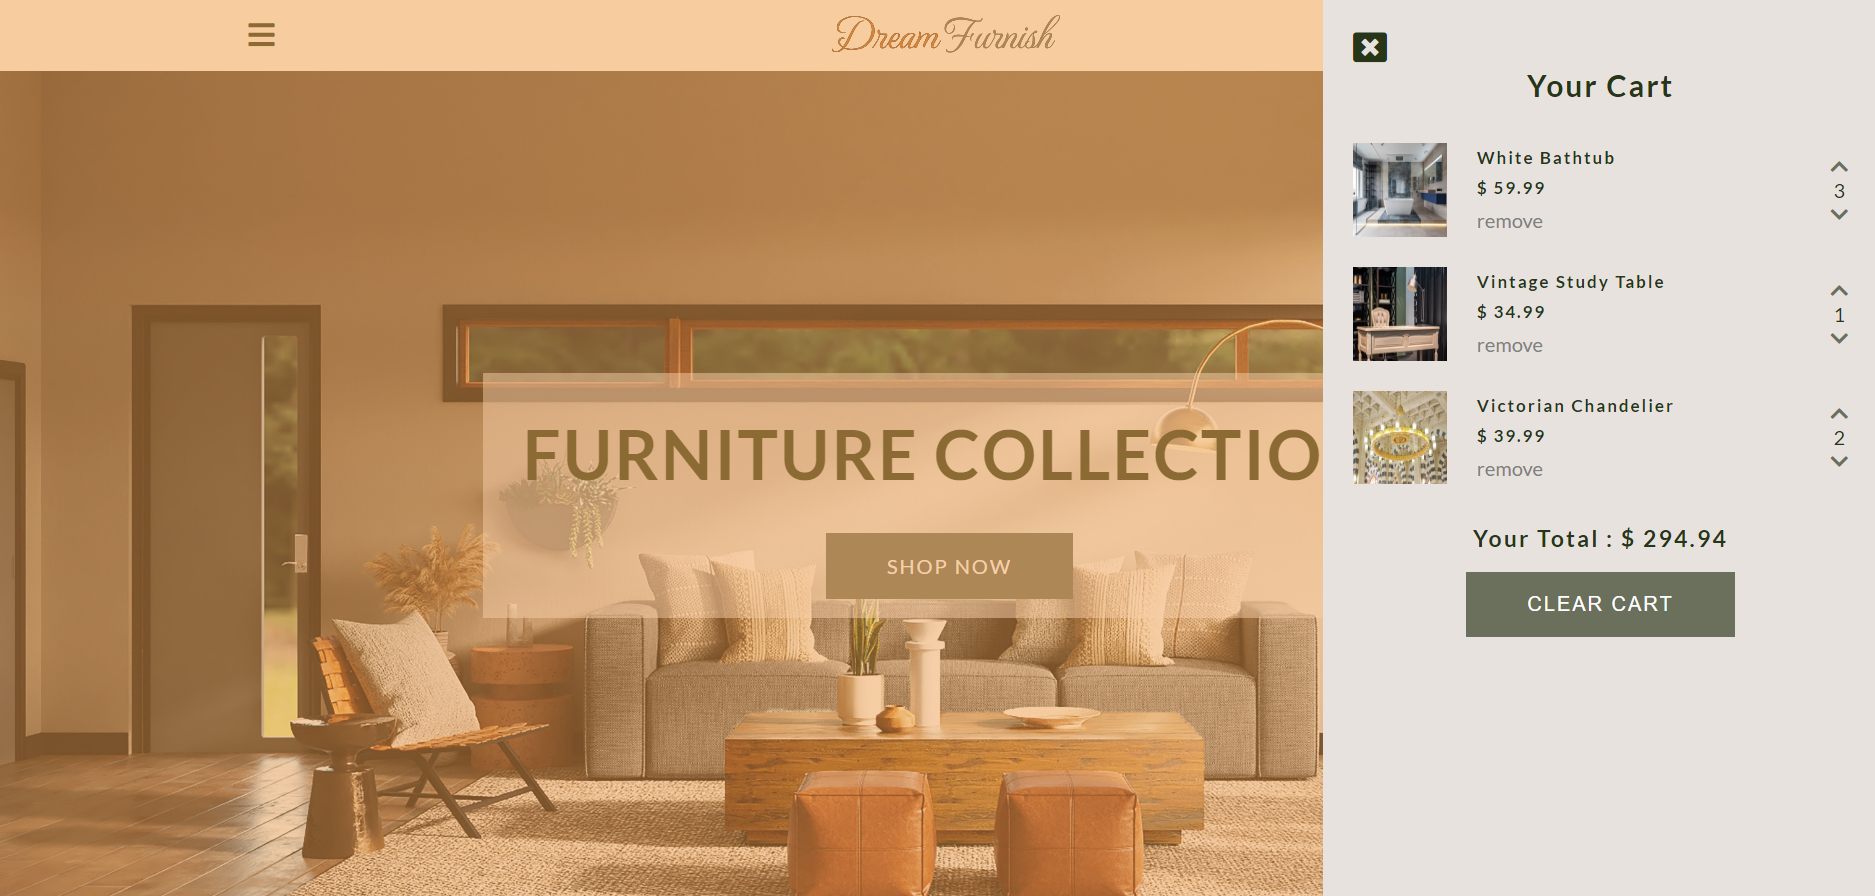 Dream Furnish
FURNITURE COLLECTIO
SHOP NOW
Your Cart
White Bathtub
$ 59.99
remove
3
Vintage Study Table
$ 34.99
remove
1
Victorian Chandelier
$ 39.99
remove
2
Your Total : $ 294.94
CLEAR CART